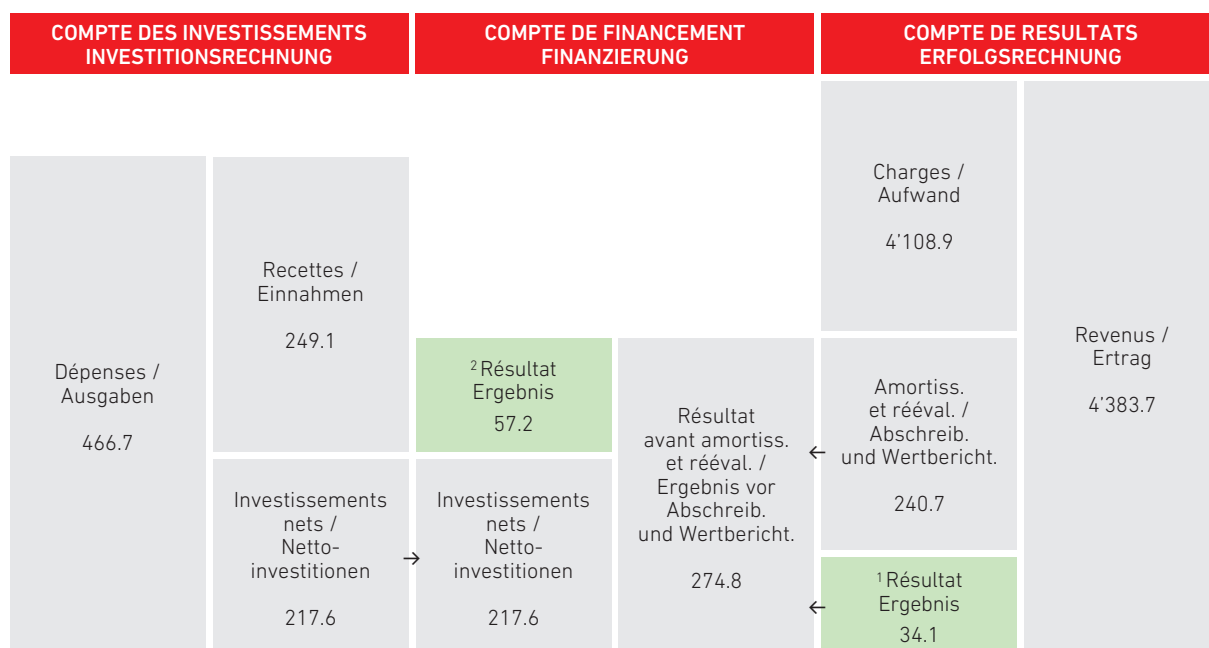 COMPTE DES INVESTISSEMENTS
INVESTITIONSRECHNUNG
COMPTE DE FINANCEMENT
FINANZIERUNG
COMPTE DE RESULTATS
ERFOLGSRECHNUNG
Dépenses /
Ausgaben
466.7
Recettes /
Einnahmen
249.1
Investissements
nets /
Netto-
investitionen
217.6
→
2 Résultat
Ergebnis
57.2
Investissements
nets /
Netto-
investitionen
217.6
Résultat
avant amortiss.
et rééval. /
Ergebnis vor
Abschreib.
und Wertbericht.
274.8
Charges /
Aufwand
4’108.9
←
Amortiss.
et rééval. /
Abschreib.
und Wertbericht.
240.7
←
1 Résultat
Ergebnis
34.1
Revenus /
Ertrag
4’383.7